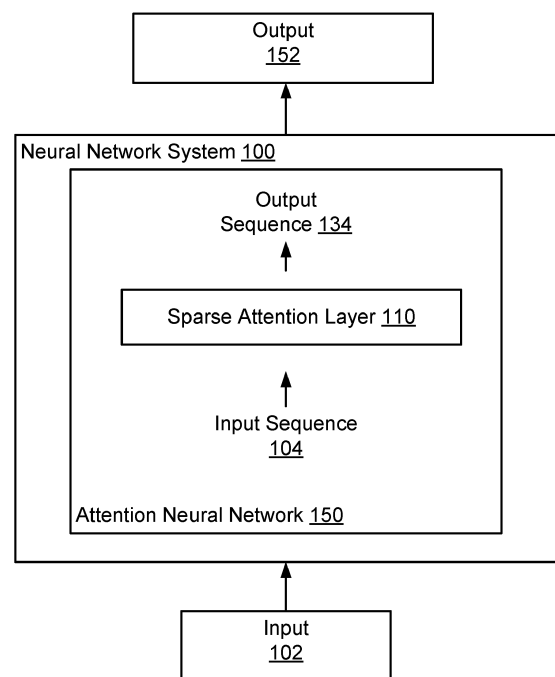 Output
152
Neural Network System 100
Output
Sequence 134
Sparse Attention Layer 110
Input Sequence
104
Attention Neural Network 150
Input
102